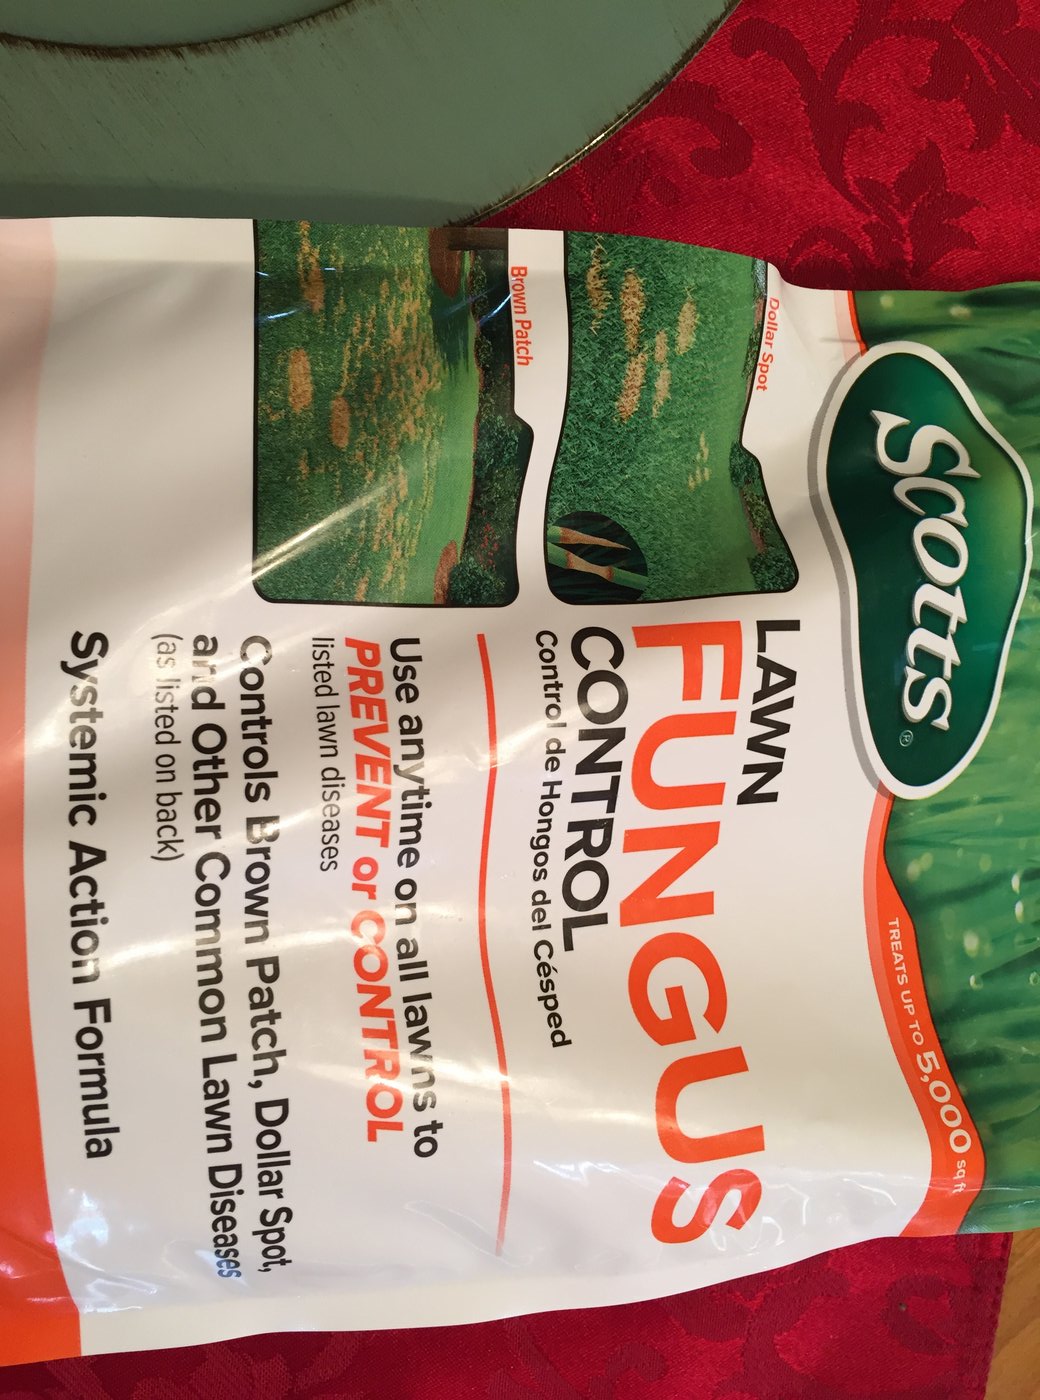 Scotts®
TREATS UP TO 5,000 sq ft
Dollar Spot
Brown Patch
LAWN
FUNGUS
CONTROL
Control de Hongos del Césped
Use anytime on all lawns to
PREVENT or CONTROL
listed lawn diseases
Controls Brown Patch, Dollar Spot,
and Other Common Lawn Diseases
(as listed on back)
Systemic Action Formula